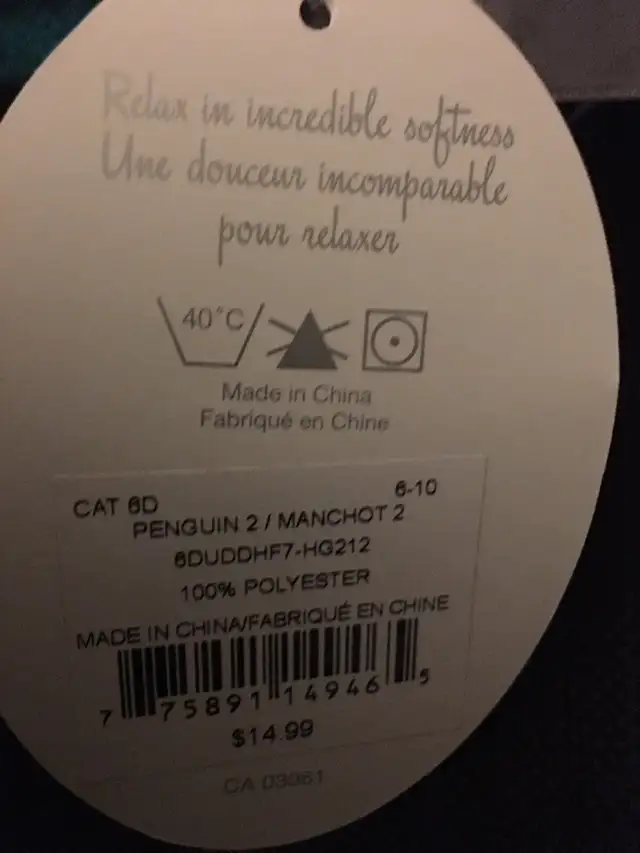 Relax in incredible softness
Une douceur incomparable
pour relaxer
40°C
Made in China
Fabriqué en Chine
CAT 6D 6-10
PENGUIN 2 / MANCHOT 2
6DUDDHF7-HG212
100% POLYESTER
MADE IN CHINA/FABRIQUÉ EN CHINE
7 75891 14946 5
$14.99
CA 03061